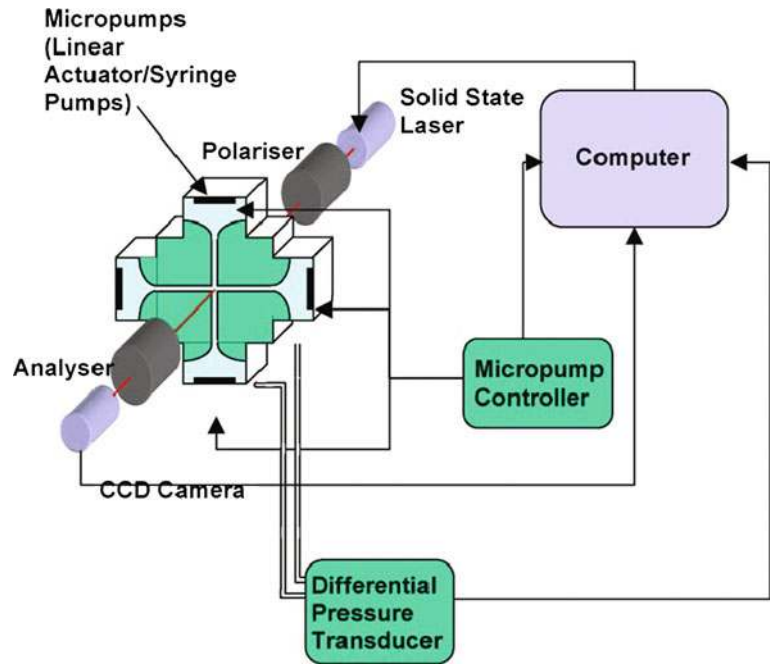 Micropumps
(Linear
Actuator/Syringe
Pumps)
Solid State
Laser
Polariser
Computer
Analyser
Micropump
Controller
CCD Camera
Differential
Pressure
Transducer